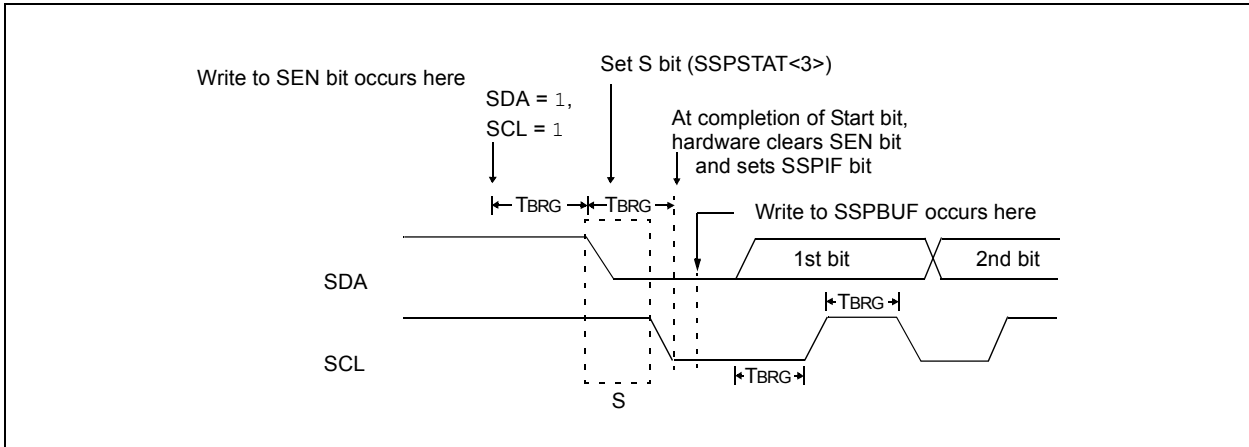 Write to SEN bit occurs here
Set S bit (SSPSTAT<3>)
SDA = 1,
SCL = 1
At completion of Start bit,
hardware clears SEN bit
and sets SSPIF bit
TBRG
TBRG
Write to SSPBUF occurs here
SDA
1st bit
2nd bit
TBRG
SCL
TBRG
S